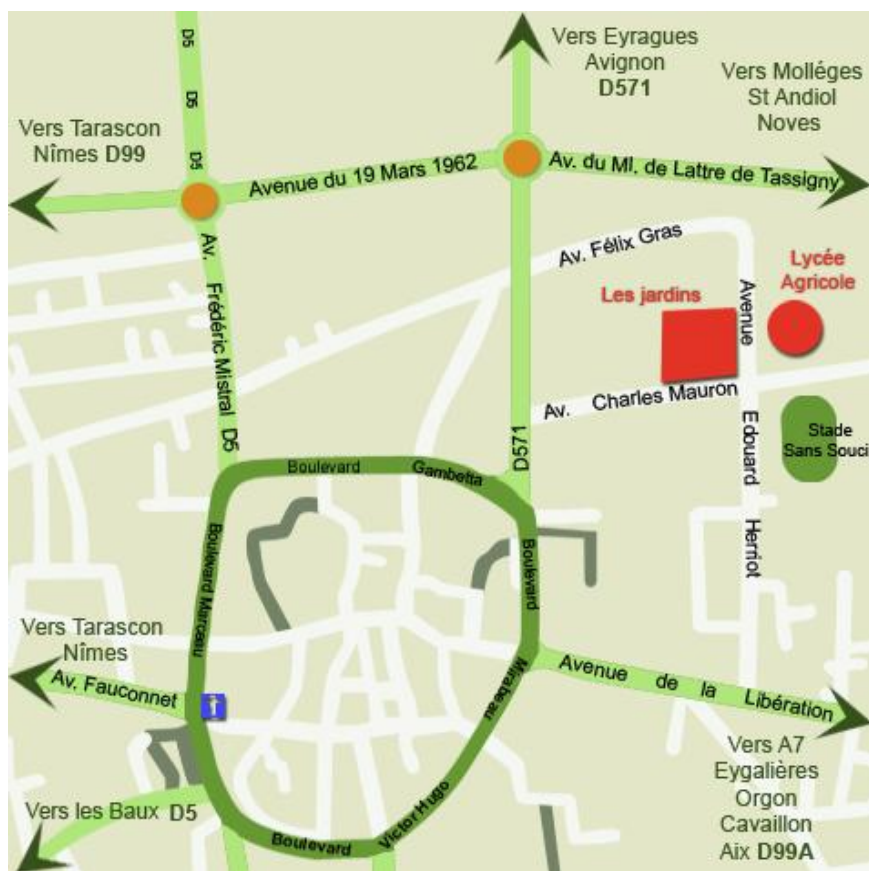 D5
D5
D5
Vers Eyragues
Avignon
D571
Vers Molléges
St Andiol
Noves
Vers Tarascon
Nîmes D99
Avenue du 19 Mars 1962
Av. du Ml. de Lattre de Tassigny
Av. Frédéric Mistral D5
Av. Félix Gras
Lycée
Agricole
Les jardins
Avenue Edouard Herriot
Av. Charles Mauron
D571
Stade
Sans Souci
Boulevard Gambetta
Boulevard Marceau
Boulevard Mirabeau
Vers Tarascon
Nîmes
Av. Fauconnet
Avenue de la Libération
Vers A7
Eygalières
Orgon
Cavaillon
Aix D99A
Vers les Baux D5
Boulevard Victor Hugo